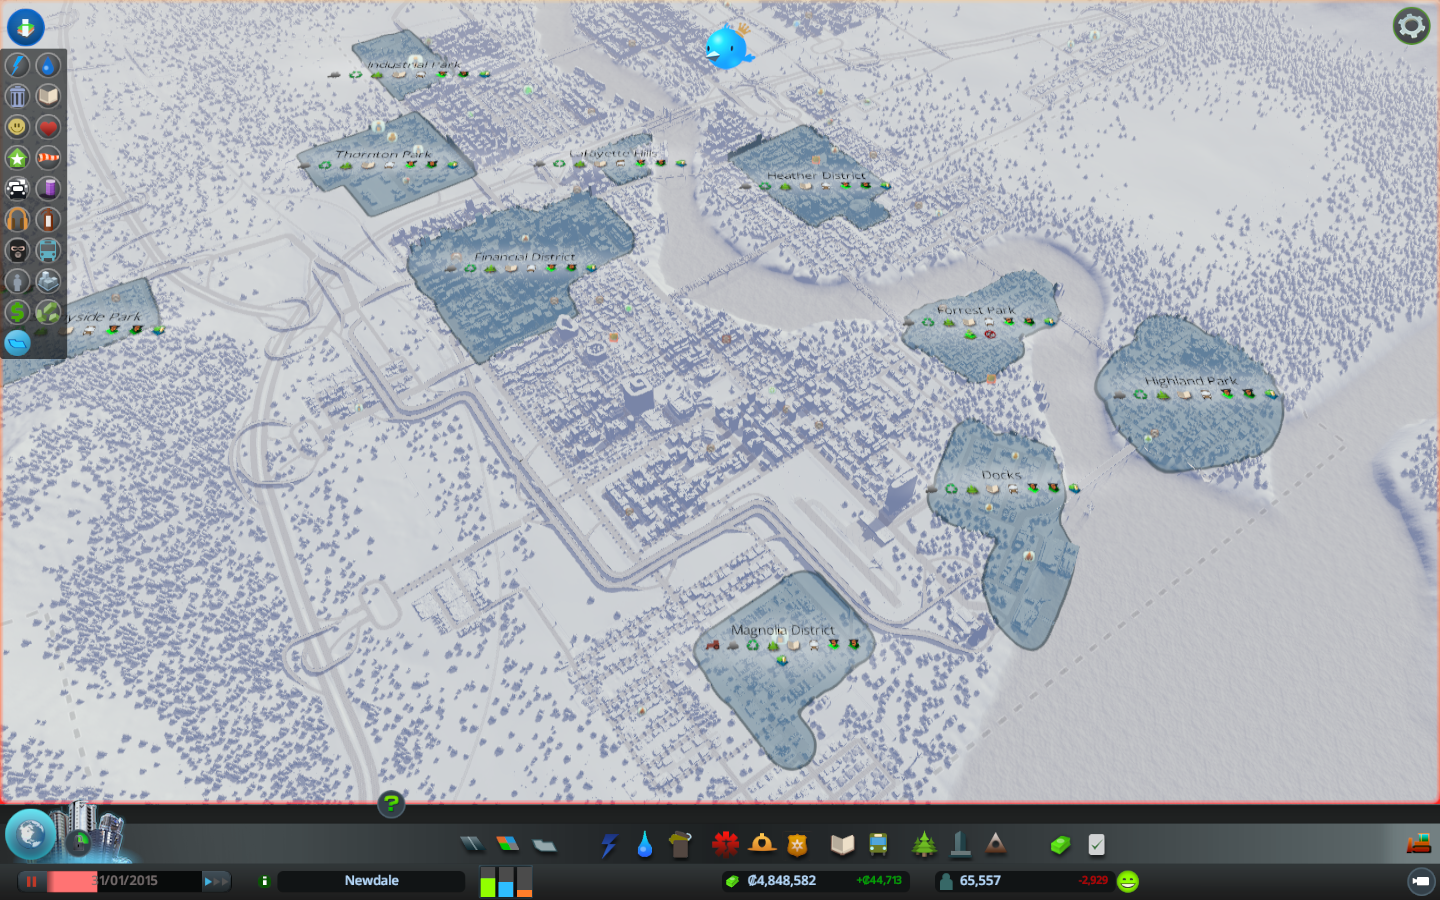 Industrial Park
Thornton Park
Lafayette Hills
Heather District
Financial District
yside Park
Forrest Park
Highland Park
Docks
Magnolia District
?
31/01/2015
Newdale
₡4,848,582
+₡44,713
65,557
-2,929